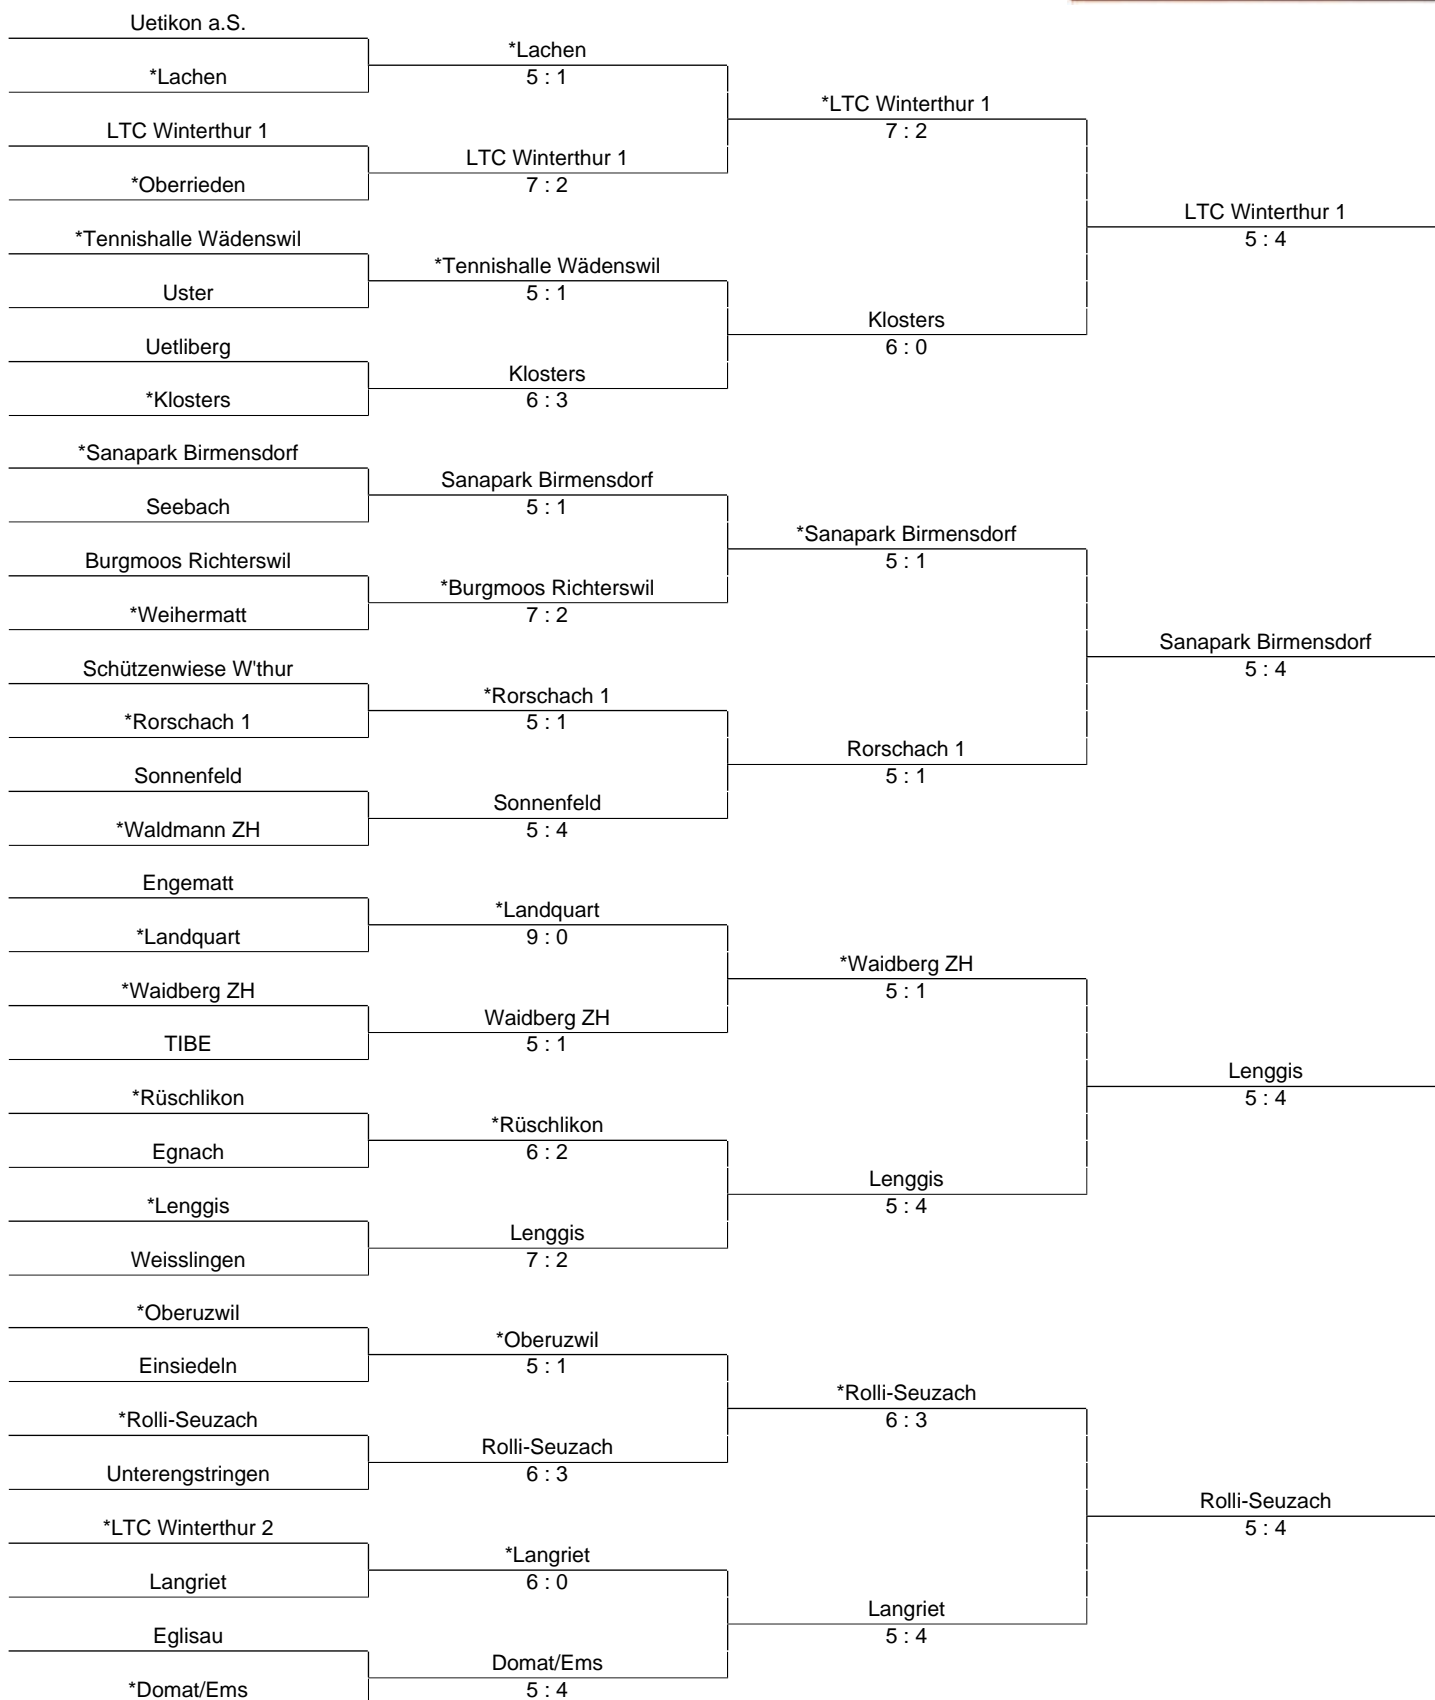 Uetikon a.S.
*Lachen
*Lachen
5 : 1
*LTC Winterthur 1
7 : 2
LTC Winterthur 1
LTC Winterthur 1
7 : 2
*Oberrieden
LTC Winterthur 1
5 : 4
*Tennishalle Wädenswil
*Tennishalle Wädenswil
5 : 1
Uster
Klosters
6 : 0
Uetliberg
Klosters
6 : 3
*Klosters
*Sanapark Birmensdorf
Sanapark Birmensdorf
5 : 1
Seebach
*Sanapark Birmensdorf
5 : 1
Burgmoos Richterswil
*Burgmoos Richterswil
7 : 2
*Weihermatt
Sanapark Birmensdorf
5 : 4
Schützenwiese W'thur
*Rorschach 1
5 : 1
*Rorschach 1
Rorschach 1
5 : 1
Sonnenfeld
Sonnenfeld
5 : 4
*Waldmann ZH
Engematt
*Landquart
9 : 0
*Landquart
*Waidberg ZH
5 : 1
*Waidberg ZH
Waidberg ZH
5 : 1
TIBE
Lenggis
5 : 4
*Rüschlikon
*Rüschlikon
6 : 2
Egnach
Lenggis
5 : 4
*Lenggis
Lenggis
7 : 2
Weisslingen
*Oberuzwil
*Oberuzwil
5 : 1
Einsiedeln
*Rolli-Seuzach
6 : 3
*Rolli-Seuzach
Rolli-Seuzach
6 : 3
Unterengstringen
Rolli-Seuzach
5 : 4
*LTC Winterthur 2
*Langriet
6 : 0
Langriet
Langriet
5 : 4
Eglisau
Domat/Ems
5 : 4
*Domat/Ems